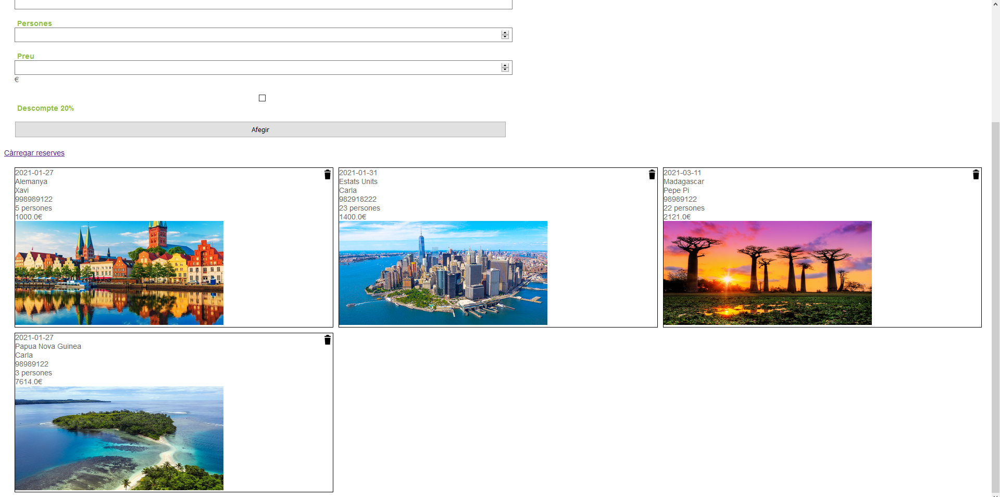 Persones
Preu
€
Descompte 20%
Afegir
Càrregar reserves
2021-01-27
Alemanya
Xavi
998989122
5 persones
1000.0€
2021-01-31
Estats Units
Carla
982918222
23 persones
1400.0€
2021-03-11
Madagascar
Pepe Pi
98989122
22 persones
2121.0€
2021-01-27
Papua Nova Guinea
Carla
98989122
3 persones
7614.0€